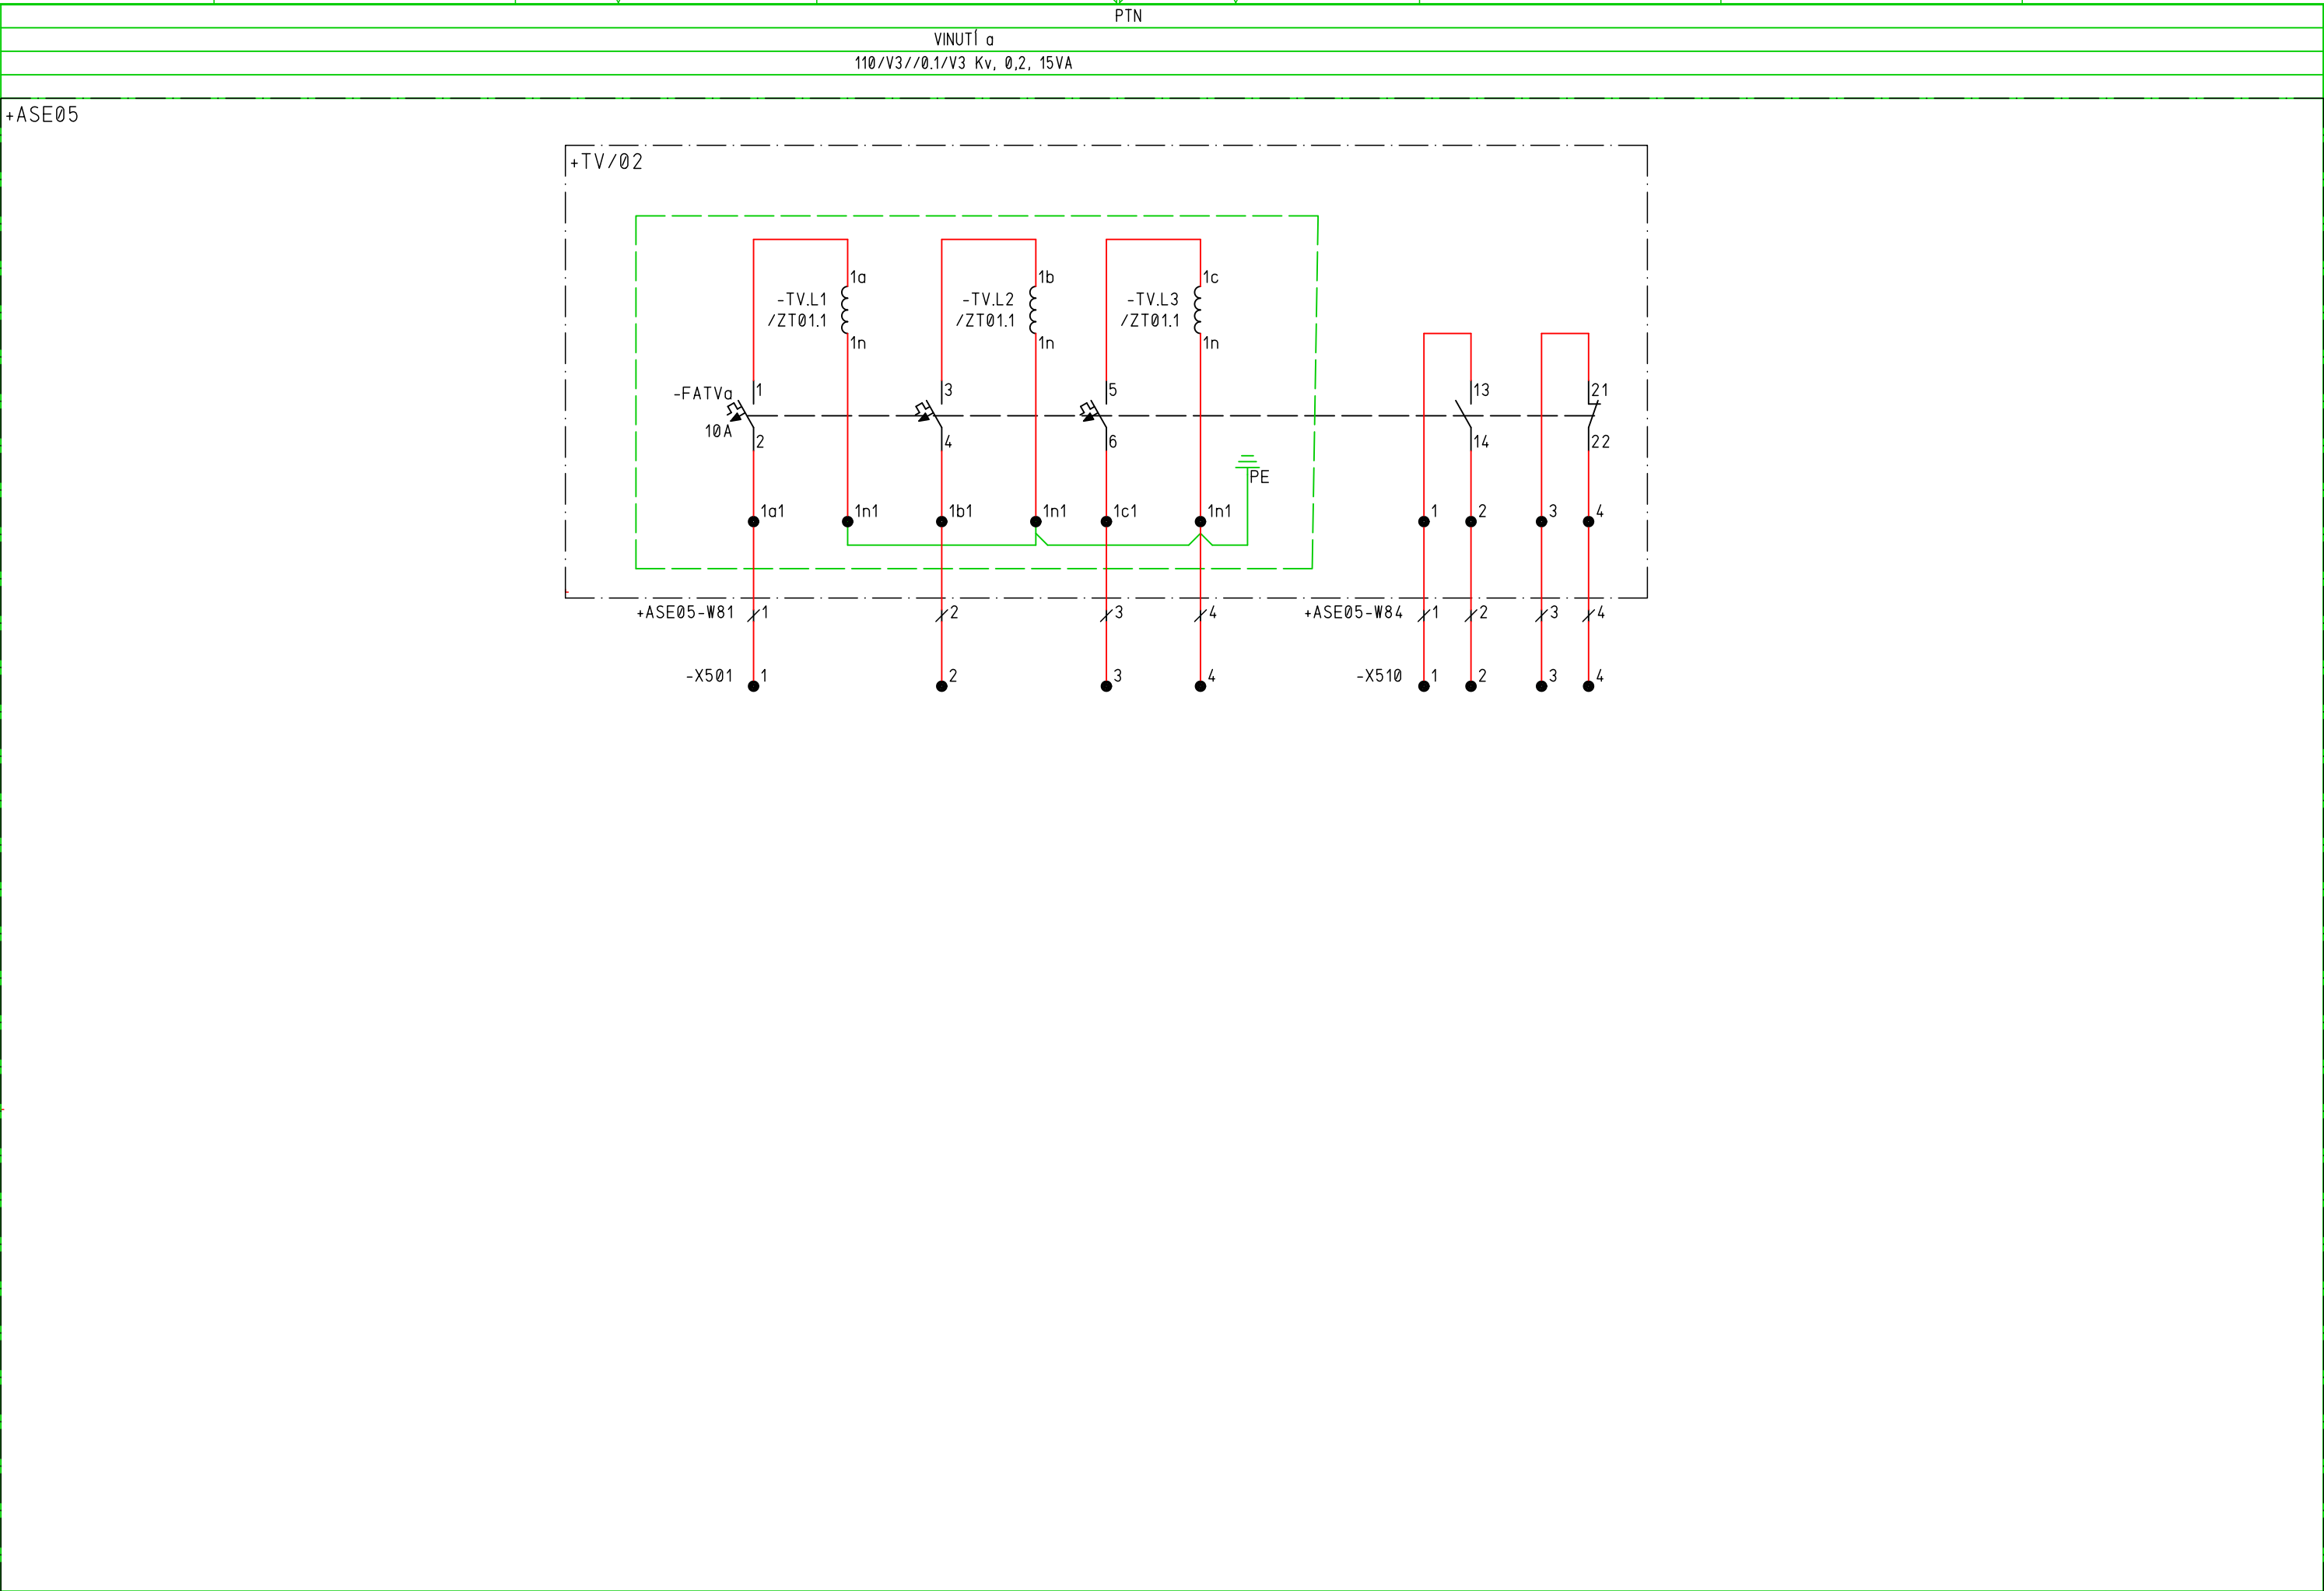 PTN
VINUTÍ a
110/V3//0.1/V3 Kv, 0,2, 15VA
+ASE05
+TV/02
1a 1b 1c
-TV.L1 -TV.L2 -TV.L3
/ZT01.1 /ZT01.1 /ZT01.1
1n 1n 1n
-FATVa 1 3 5 13 21
10A 2 4 6 14 22
PE
1a1 1n1 1b1 1n1 1c1 1n1 1 2 3 4
+ASE05-W81 1 2 3 4 +ASE05-W84 1 2 3 4
-X501 1 2 3 4 -X510 1 2 3 4